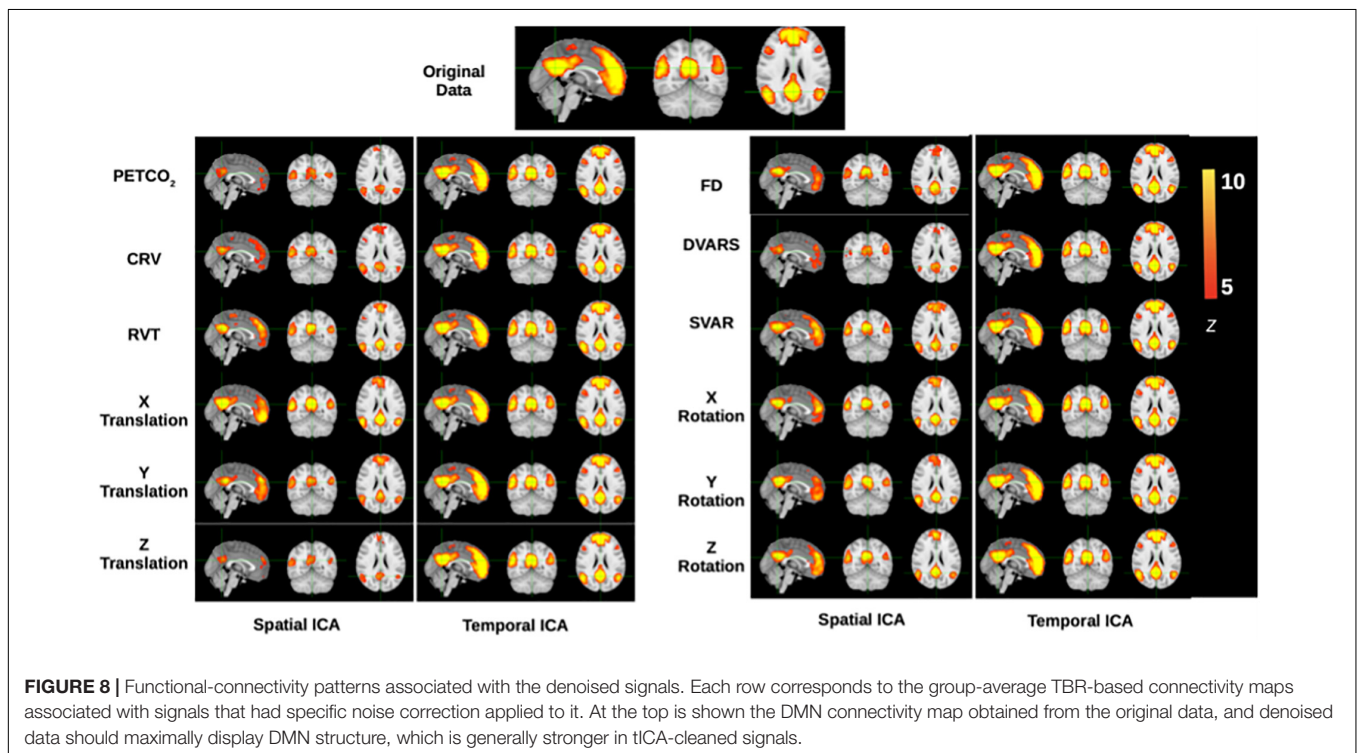 Original
Data
PETCO2
CRV
RVT
X
Translation
Y
Translation
Z
Translation
Spatial ICA
Temporal ICA
FD
DVARS
SVAR
X
Rotation
Y
Rotation
Z
Rotation
Spatial ICA
Temporal ICA
10
5
Z
FIGURE 8 | Functional-connectivity patterns associated with the denoised signals. Each row corresponds to the group-average TBR-based connectivity maps
associated with signals that had specific noise correction applied to it. At the top is shown the DMN connectivity map obtained from the original data, and denoised
data should maximally display DMN structure, which is generally stronger in tICA-cleaned signals.